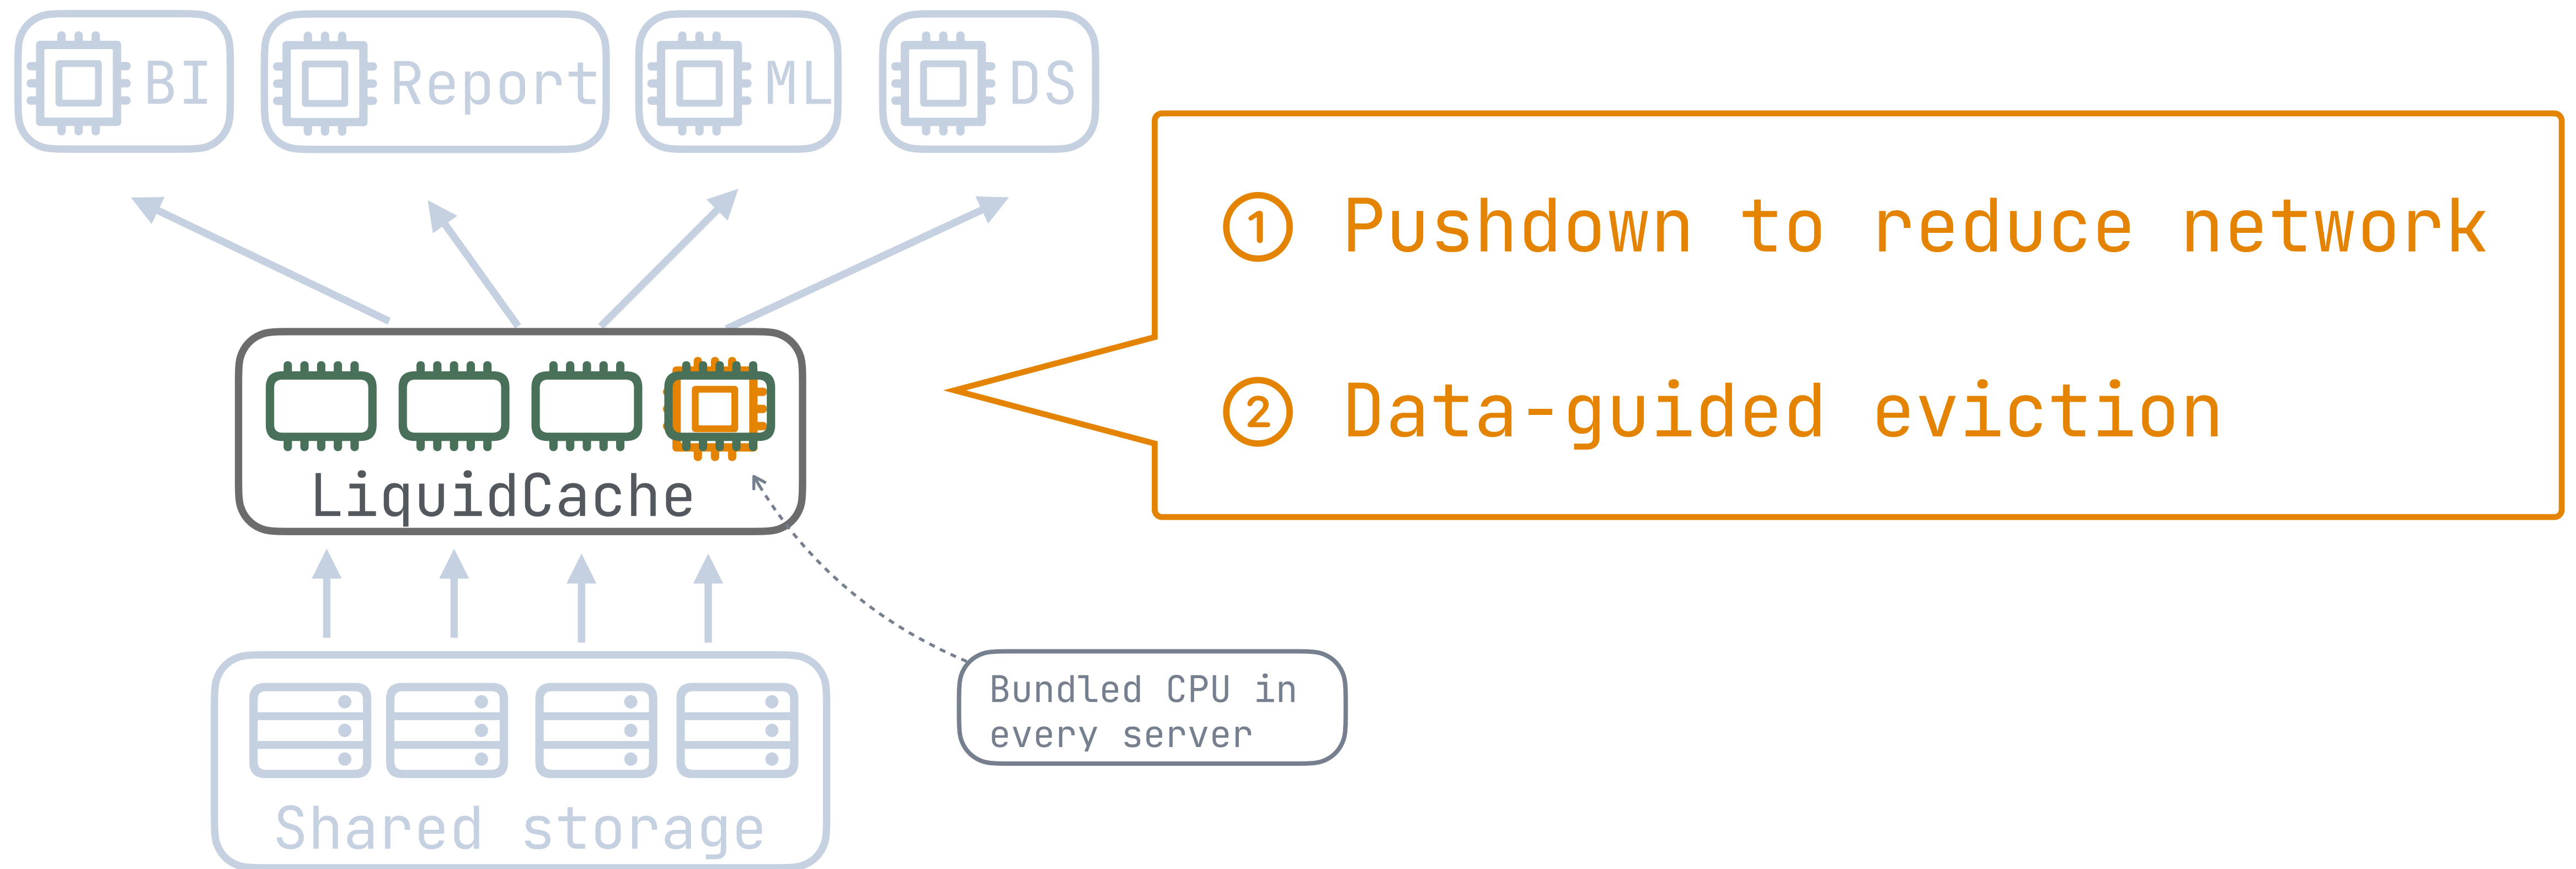 BI
Report
ML
DS
① Pushdown to reduce network
② Data-guided eviction
LiquidCache
Bundled CPU in
every server
Shared storage